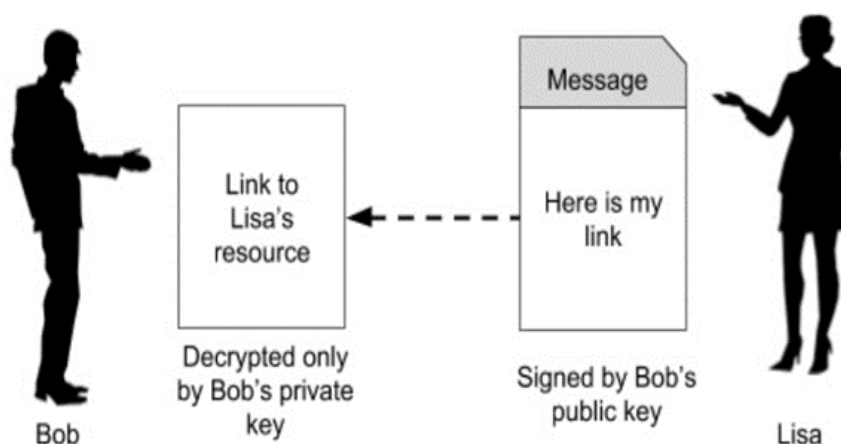 Message
Here is my
link
Link to
Lisa's
resource
Decrypted only
by Bob's private
key
Signed by Bob's
public key
Bob
Lisa